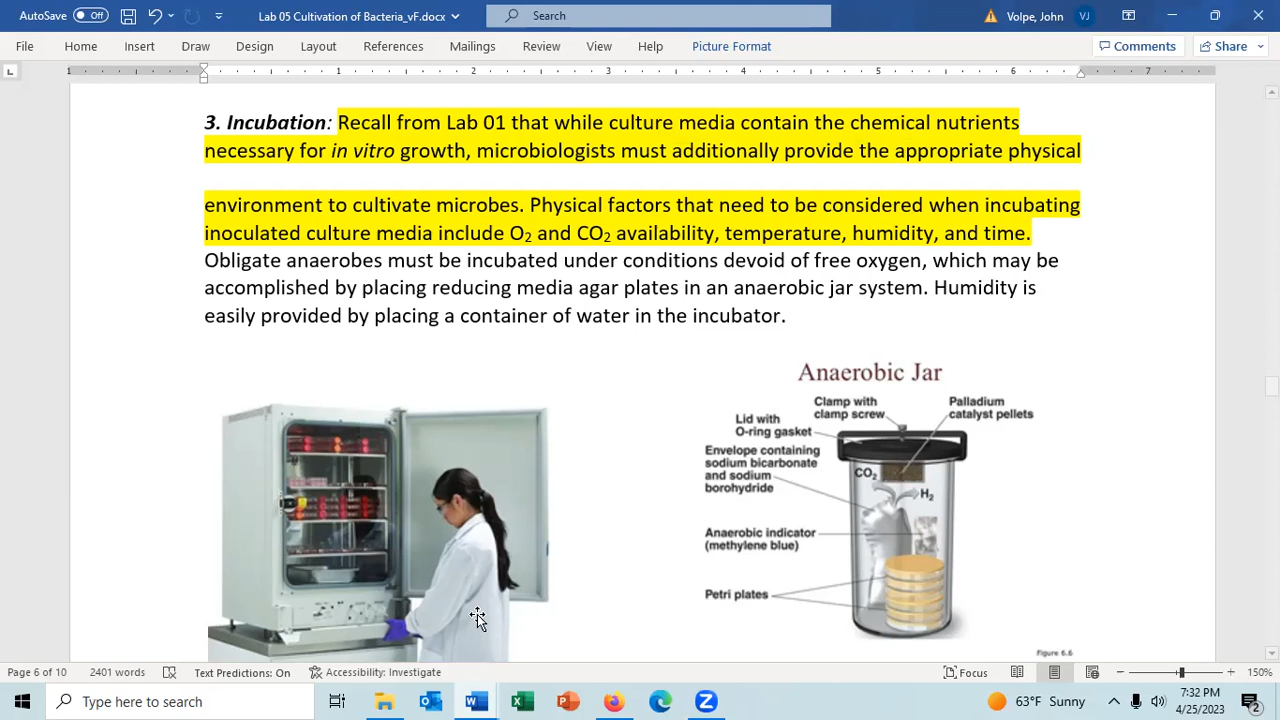 AutoSave Off Lab 05 Cultivation of Bacteria_vF.docx Search Volpe, John VJ
File Home Insert Draw Design Layout References Mailings Review View Help Picture Format Comments Share
1 1 2 3 4 5 6 7
3. Incubation: Recall from Lab 01 that while culture media contain the chemical nutrients
necessary for in vitro growth, microbiologists must additionally provide the appropriate physical
environment to cultivate microbes. Physical factors that need to be considered when incubating
inoculated culture media include O2 and CO2 availability, temperature, humidity, and time.
Obligate anaerobes must be incubated under conditions devoid of free oxygen, which may be
accomplished by placing reducing media agar plates in an anaerobic jar system. Humidity is
easily provided by placing a container of water in the incubator.
Anaerobic Jar
Clamp with
clamp screw
Palladium
catalyst pellets
Lid with
O-ring gasket
Envelope containing
sodium bicarbonate
and sodium
borohydride
CO2
H2
Anaerobic indicator
(methylene blue)
Petri plates
Figure 6.6
Page 6 of 10 2401 words Text Predictions: On Accessibility: Investigate Focus 150%
Type here to search 63°F Sunny 7:32 PM
4/25/2023 2